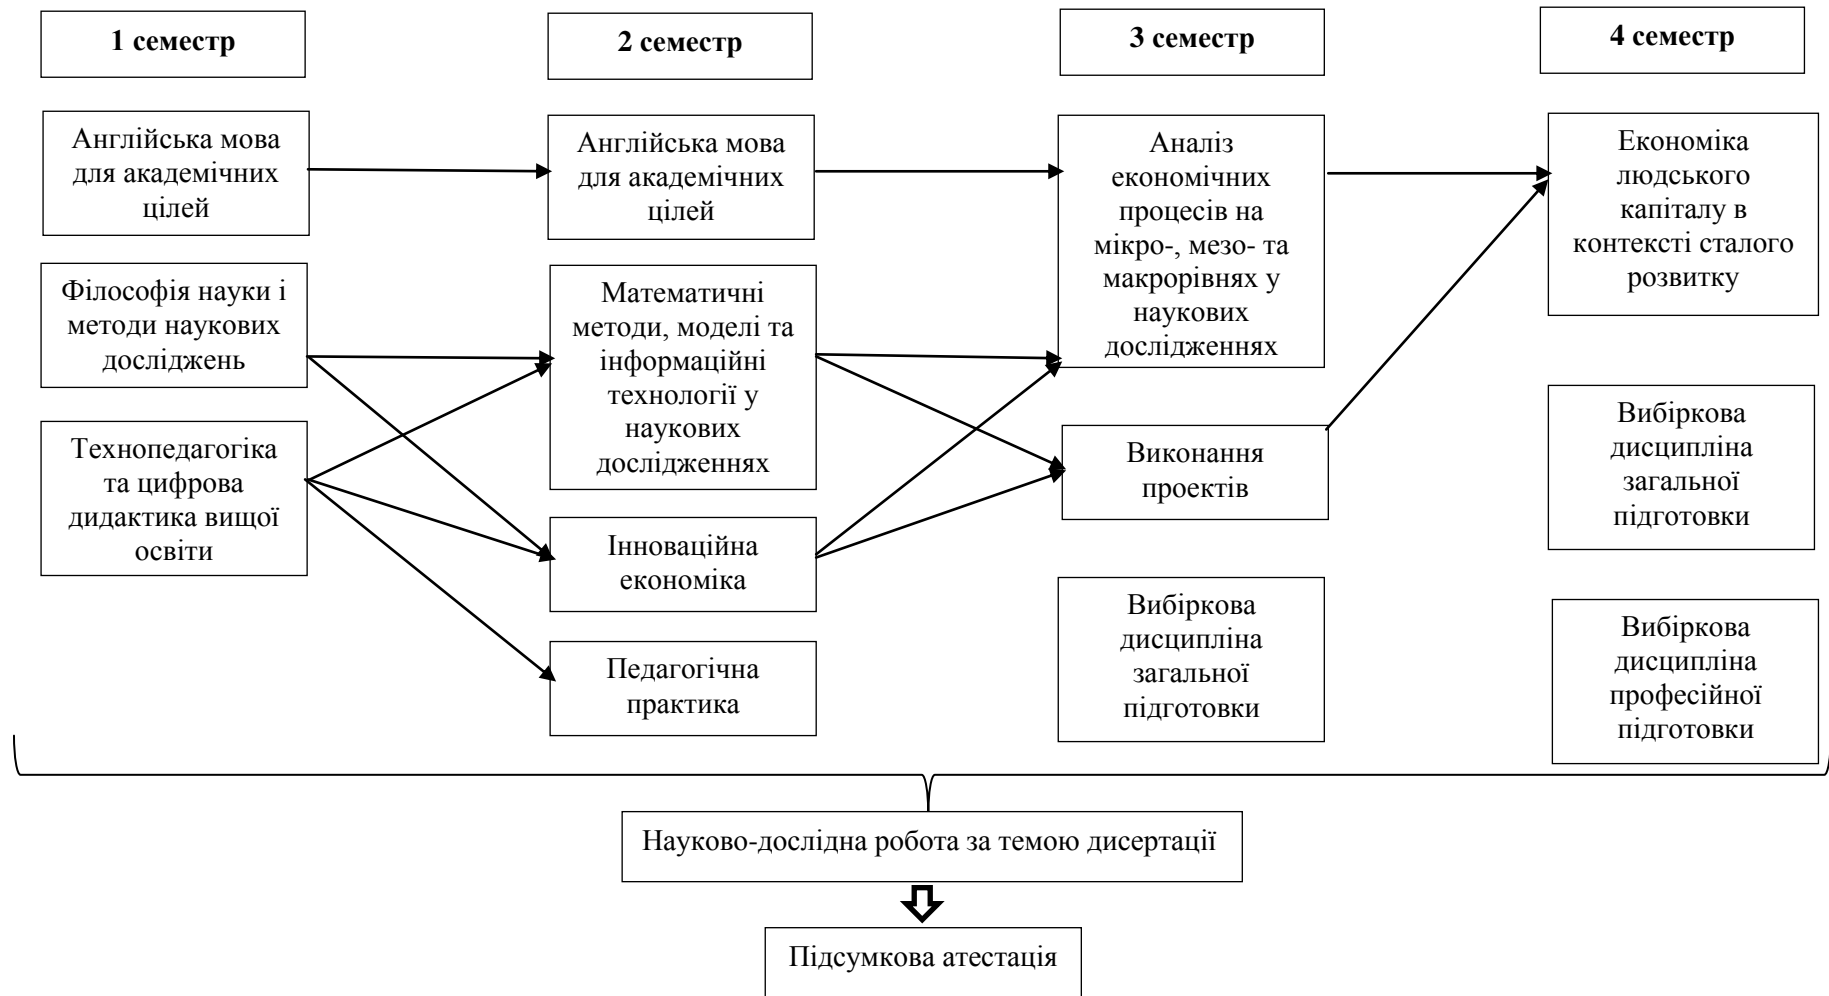 1 семестр
2 семестр
3 семестр
4 семестр
Англійська мова
для академічних
цілей
Філософія науки і
методи наукових
досліджень
Технопедагогіка
та цифрова
дидактика вищої
освіти
Англійська мова
для академічних
цілей
Математичні
методи, моделі та
інформаційні
технології у
наукових
дослідженнях
Інноваційна
економіка
Педагогічна
практика
Аналіз
економічних
процесів на
мікро-, мезо- та
макрорівнях у
наукових
дослідженнях
Виконання
проектів
Вибіркова
дисципліна
загальної
підготовки
Економіка
людського
капіталу в
контексті сталого
розвитку
Вибіркова
дисципліна
загальної
підготовки
Вибіркова
дисципліна
професійної
підготовки
Науково-дослідна робота за темою дисертації
Підсумкова атестація